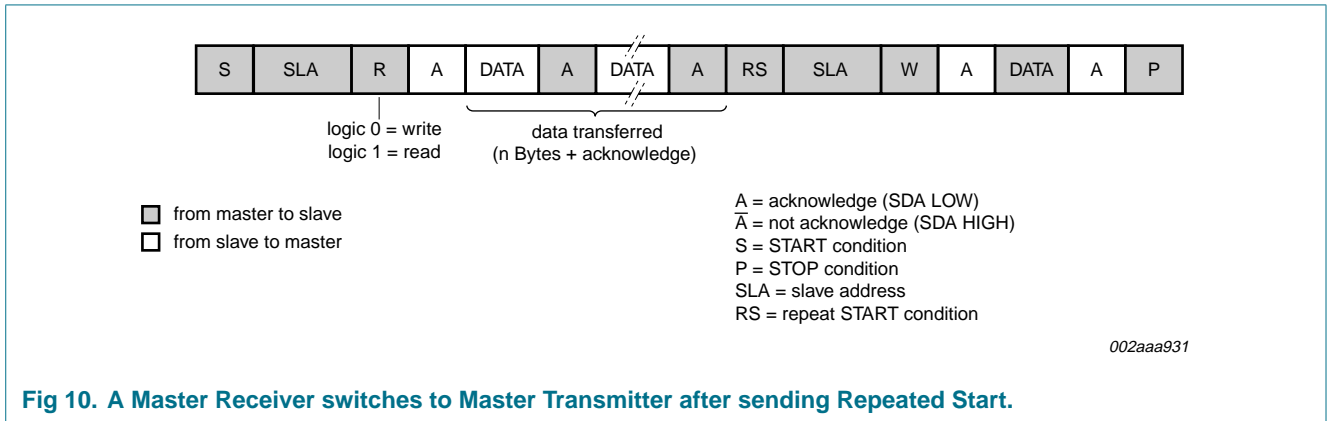 S SLA R A DATA A DATA A RS SLA W A DATA A P
logic 0 = write
logic 1 = read
data transferred
(n Bytes + acknowledge)
from master to slave
from slave to master
A = acknowledge (SDA LOW)
A̅ = not acknowledge (SDA HIGH)
S = START condition
P = STOP condition
SLA = slave address
RS = repeat START condition
002aaa931
Fig 10. A Master Receiver switches to Master Transmitter after sending Repeated Start.